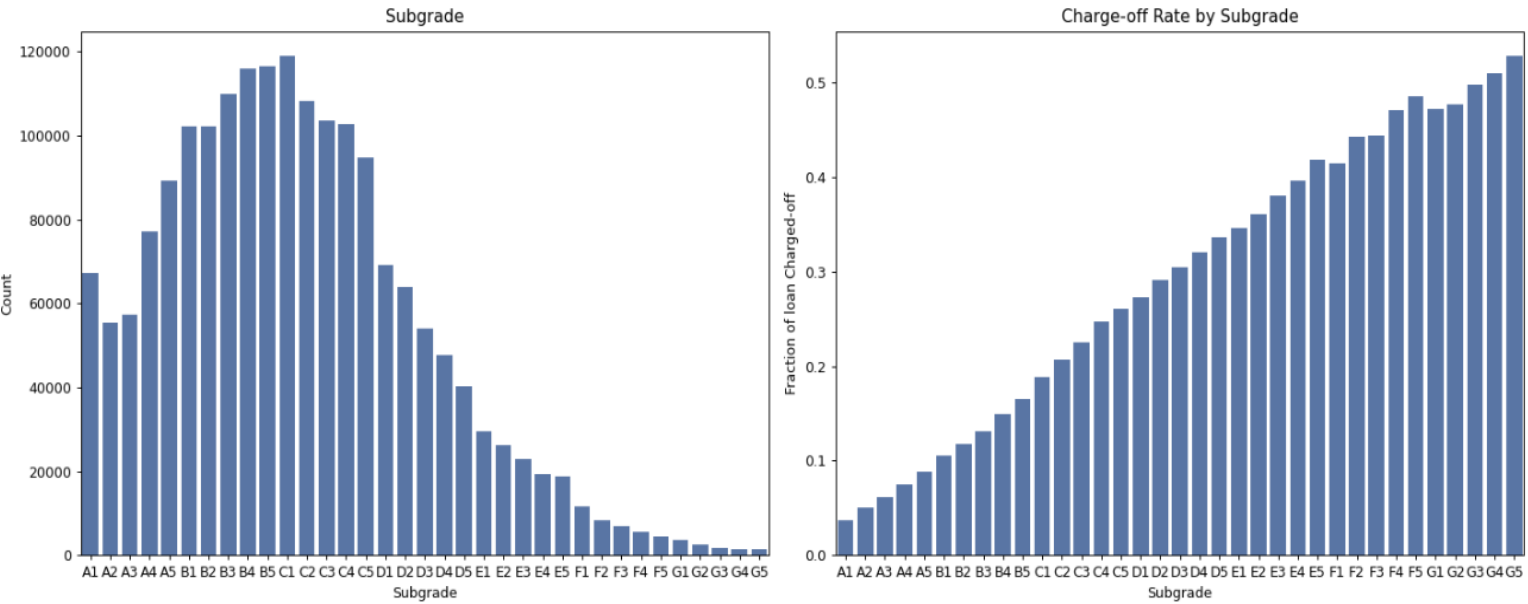 Subgrade
Count
120000
100000
80000
60000
40000
20000
0
A1 A2 A3 A4 A5 B1 B2 B3 B4 B5 C1 C2 C3 C4 C5 D1 D2 D3 D4 D5 E1 E2 E3 E4 E5 F1 F2 F3 F4 F5 G1 G2 G3 G4 G5
Subgrade
Charge-off Rate by Subgrade
Fraction of loan Charged-off
0.5
0.4
0.3
0.2
0.1
0.0
A1 A2 A3 A4 A5 B1 B2 B3 B4 B5 C1 C2 C3 C4 C5 D1 D2 D3 D4 D5 E1 E2 E3 E4 E5 F1 F2 F3 F4 F5 G1 G2 G3 G4 G5
Subgrade